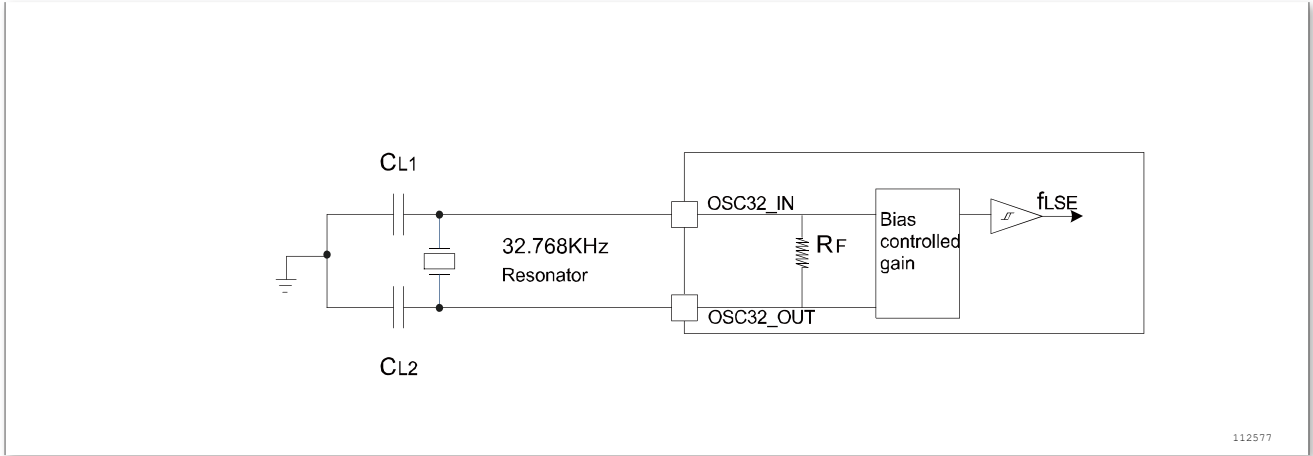 CL1
OSC32_IN
fLSE
Bias
controlled
gain
RF
32.768KHz
Resonator
OSC32_OUT
CL2
112577